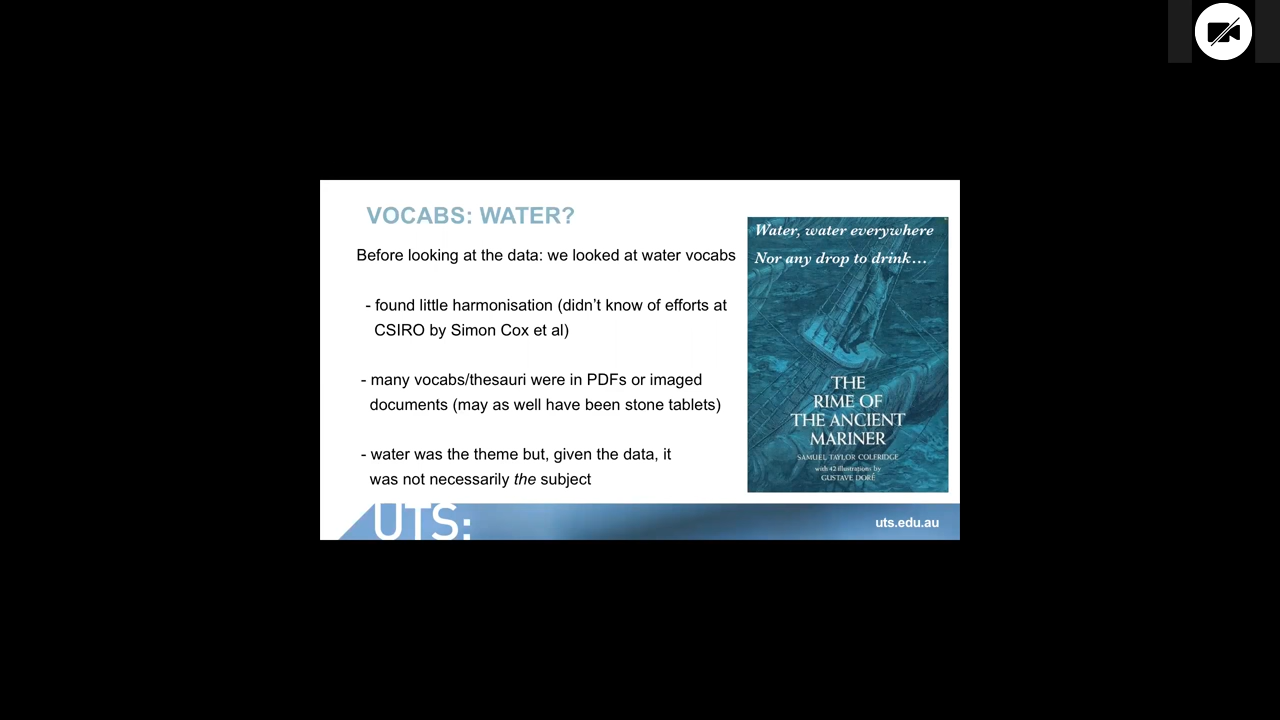 VOCABS: WATER?
Before looking at the data: we looked at water vocabs
- found little harmonisation (didn't know of efforts at
CSIRO by Simon Cox et al)
- many vocabs/thesauri were in PDFs or imaged
documents (may as well have been stone tablets)
- water was the theme but, given the data, it
was not necessarily the subject
Water, water everywhere
Nor any drop to drink...
THE
RIME OF
THE ANCIENT
MARINER
SAMUEL TAYLOR COLERIDGE
with 42 illustrations by
GUSTAVE DORÉ
UTS:
uts.edu.au